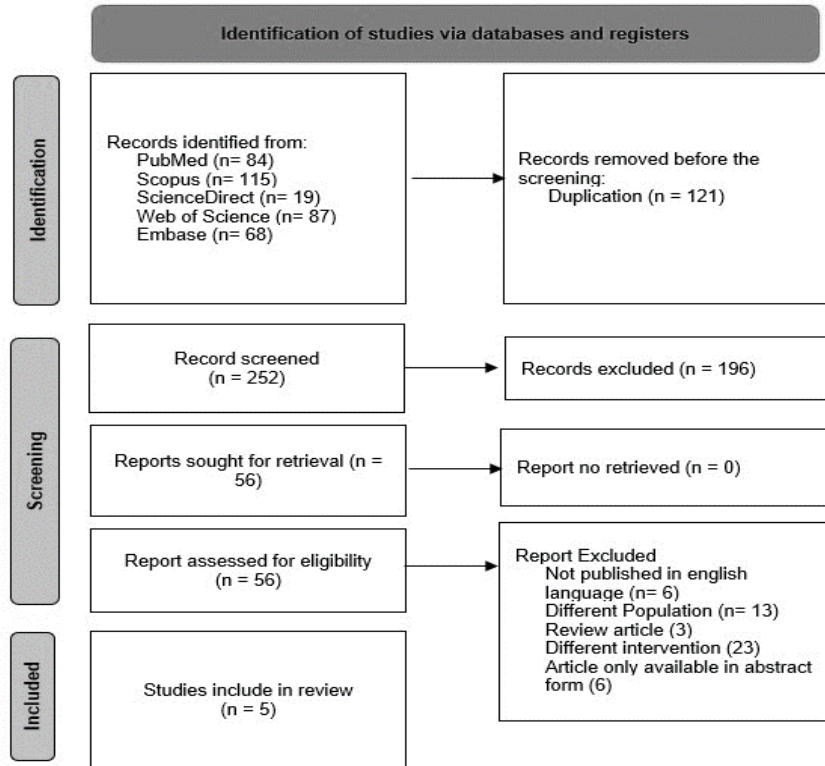 Identification of studies via databases and registers
Identification
Records identified from:
PubMed (n= 84)
Scopus (n= 115)
ScienceDirect (n= 19)
Web of Science (n= 87)
Embase (n= 68)
Records removed before the
screening:
Duplication (n = 121)
Screening
Record screened
(n = 252)
Records excluded (n = 196)
Reports sought for retrieval (n =
56)
Report no retrieved (n = 0)
Report assessed for eligibility
(n = 56)
Report Excluded
Not published in english
language (n= 6)
Different Population (n= 13)
Review article (3)
Different intervention (23)
Article only available in abstract
form (6)
Included
Studies include in review
(n = 5)